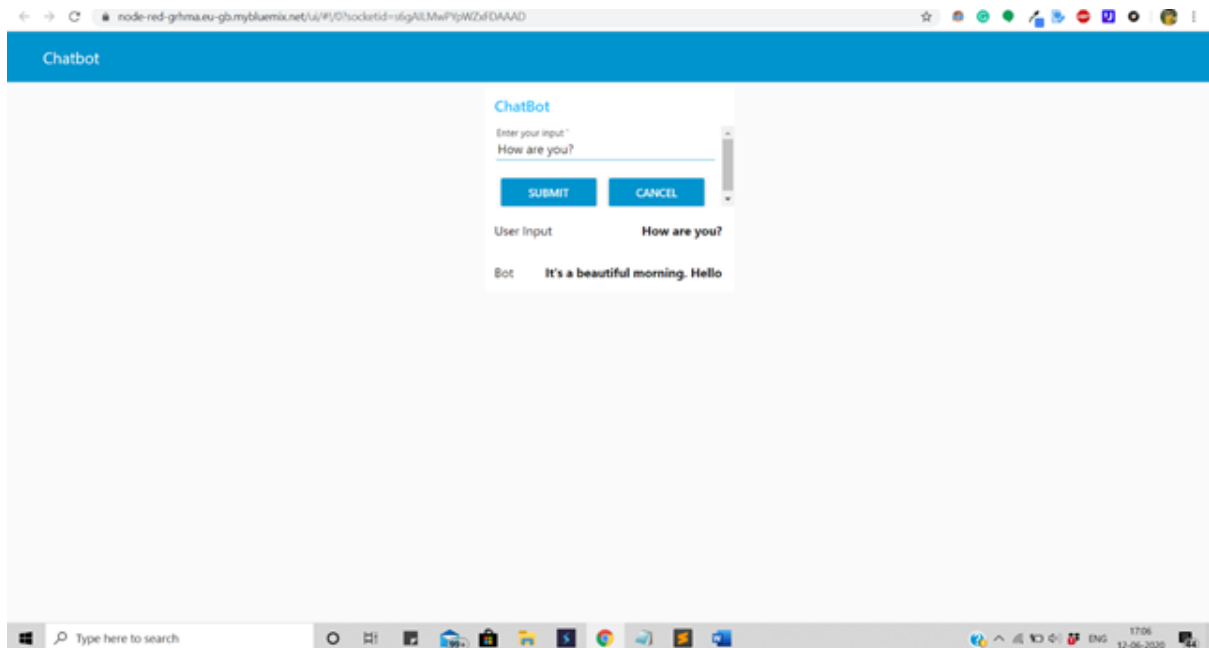 node-red-grhma.eu-gb.mybluemix.net/ui/#!/0?socketid=
Chatbot
ChatBot
Enter your input *
How are you?
SUBMIT CANCEL
User Input How are you?
Bot It's a beautiful morning. Hello
Type here to search
99+
ENG
17:06
12-06-2020
44